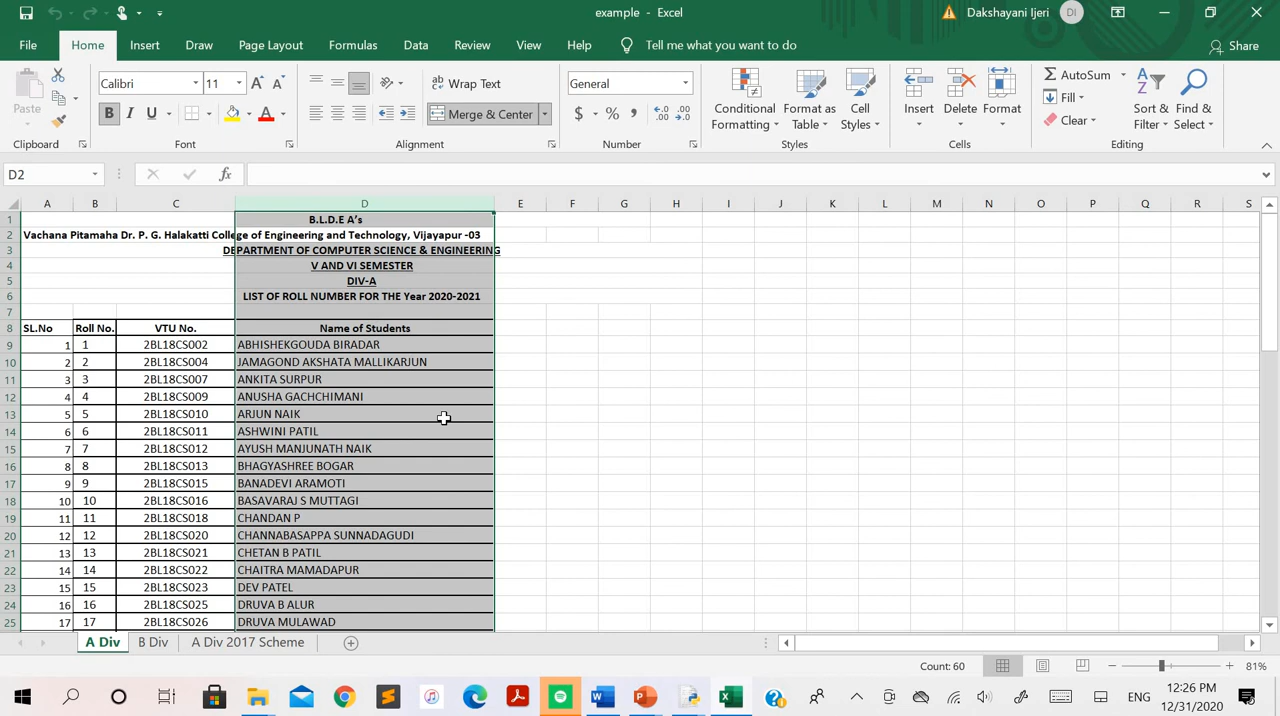 example - Excel
Dakshayani Ijeri DL
File Home Insert Draw Page Layout Formulas Data Review View Help Tell me what you want to do Share
Paste Calibri 11 Wrap Text General Conditional Formatting Format as Table Cell Styles Insert Delete Format AutoSum Fill Clear Sort & Filter Find & Select
B I U A Merge & Center $ %
Clipboard Font Alignment Number Styles Cells Editing
D2 fx
A B C D E F G H I J K L M N O P Q R S
1 B.L.D.E A's
2 Vachana Pitamaha Dr. P. G. Halakatti College of Engineering and Technology, Vijayapur -03
3 DEPARTMENT OF COMPUTER SCIENCE & ENGINEERING
4 V AND VI SEMESTER
5 DIV-A
6 LIST OF ROLL NUMBER FOR THE Year 2020-2021
7
8 SL.No Roll No. VTU No. Name of Students
9 1 1 2BL18CS002 ABHISHEKGOUDA BIRADAR
10 2 2 2BL18CS004 JAMAGOND AKSHATA MALLIKARJUN
11 3 3 2BL18CS007 ANKITA SURPUR
12 4 4 2BL18CS009 ANUSHA GACHCHIMANI
13 5 5 2BL18CS010 ARJUN NAIK
14 6 6 2BL18CS011 ASHWINI PATIL
15 7 7 2BL18CS012 AYUSH MANJUNATH NAIK
16 8 8 2BL18CS013 BHAGYASHREE BOGAR
17 9 9 2BL18CS015 BANADEVI ARAMOTI
18 10 10 2BL18CS016 BASAVARAJ S MUTTAGI
19 11 11 2BL18CS018 CHANDAN P
20 12 12 2BL18CS020 CHANNABASAPPA SUNNADAGUDI
21 13 13 2BL18CS021 CHETAN B PATIL
22 14 14 2BL18CS022 CHAITRA MAMADAPUR
23 15 15 2BL18CS023 DEV PATEL
24 16 16 2BL18CS025 DRUVA B ALUR
25 17 17 2BL18CS026 DRUVA MULAWAD
A Div B Div A Div 2017 Scheme
Count: 60 81%
ENG 12:26 PM
12/31/2020